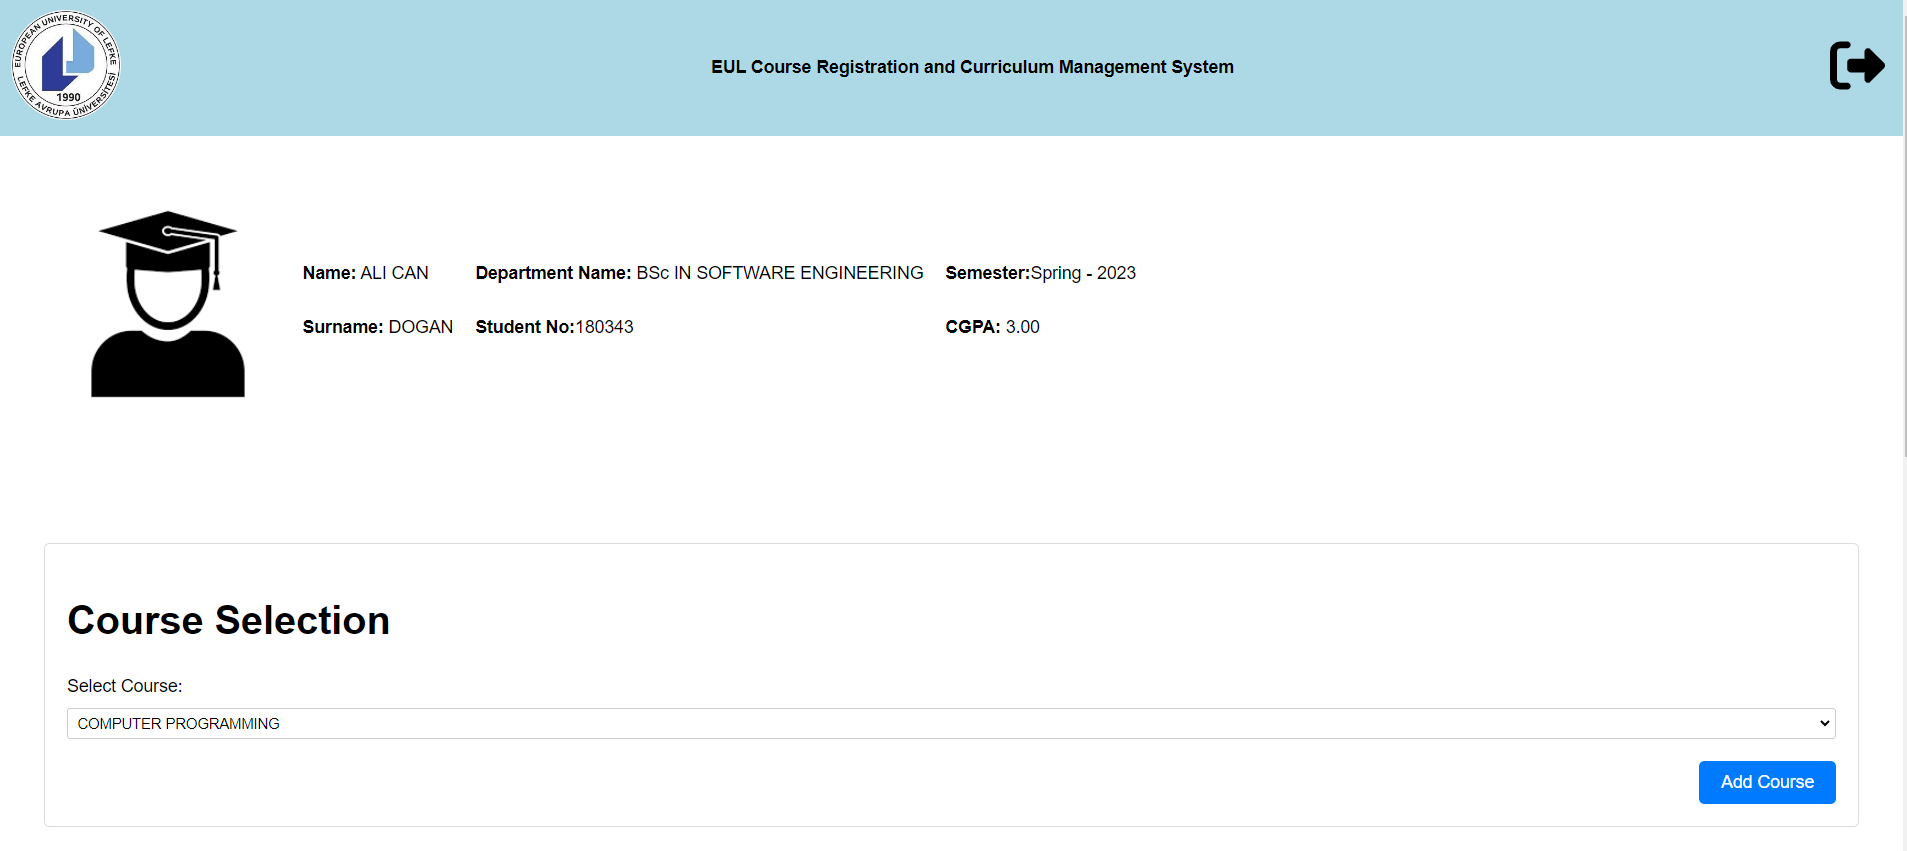 EUROPEAN UNIVERSITY OF LEFKE
LEFKE AVRUPA ÜNİVERSİTESİ
1990
EUL Course Registration and Curriculum Management System
Name: ALI CAN Department Name: BSc IN SOFTWARE ENGINEERING Semester:Spring - 2023
Surname: DOGAN Student No:180343 CGPA: 3.00
Course Selection
Select Course:
COMPUTER PROGRAMMING
Add Course